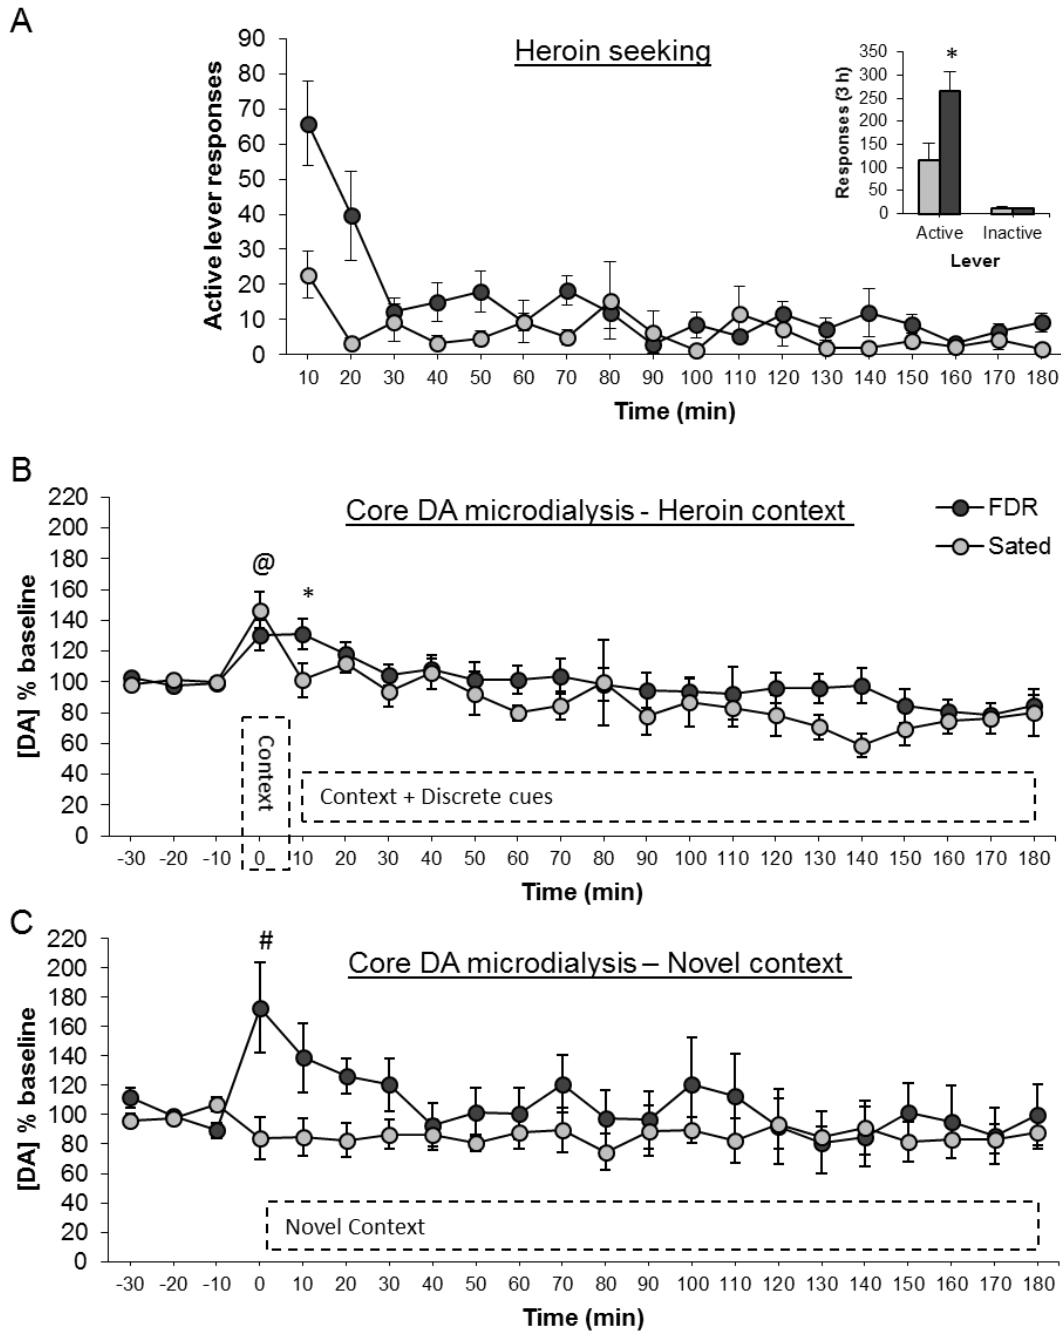 A
Heroin seeking
Active lever responses
90
80
70
60
50
40
30
20
10
0
10 20 30 40 50 60 70 80 90 100 110 120 130 140 150 160 170 180
Time (min)
Responses (3 h)
350
300
250
200
150
100
50
0
*
Active Inactive
Lever
B
Core DA microdialysis - Heroin context
FDR
Sated
[DA] % baseline
220
200
180
160
140
120
100
80
60
40
20
0
@
*
Context
Context + Discrete cues
-30 -20 -10 0 10 20 30 40 50 60 70 80 90 100 110 120 130 140 150 160 170 180
Time (min)
C
Core DA microdialysis – Novel context
[DA] % baseline
220
200
180
160
140
120
100
80
60
40
20
0
#
Novel Context
-30 -20 -10 0 10 20 30 40 50 60 70 80 90 100 110 120 130 140 150 160 170 180
Time (min)